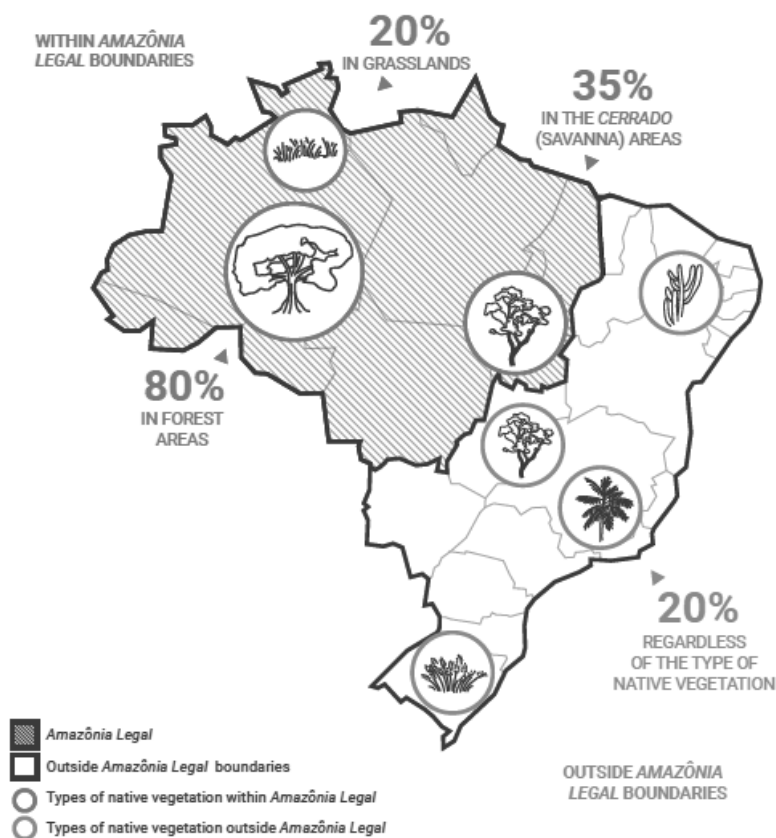 WITHIN AMAZÔNIA
LEGAL BOUNDARIES
20%
IN GRASSLANDS
35%
IN THE CERRADO
(SAVANNA) AREAS
80%
IN FOREST
AREAS
20%
REGARDLESS
OF THE TYPE OF
NATIVE VEGETATION
Amazônia Legal
Outside Amazônia Legal boundaries
Types of native vegetation within Amazônia Legal
Types of native vegetation outside Amazônia Legal
OUTSIDE AMAZÔNIA
LEGAL BOUNDARIES